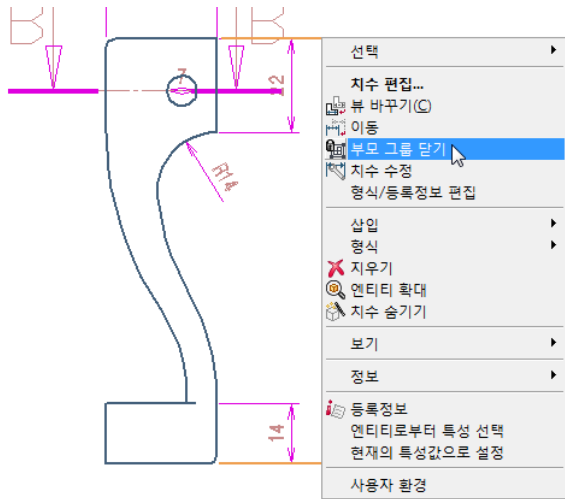 B
B
7
22
R14
14
선택
치수 편집...
뷰 바꾸기(C)
이동
부모 그룹 닫기
치수 수정
형식/등록정보 편집
삽입
형식
지우기
엔티티 확대
치수 숨기기
보기
정보
등록정보
엔티티로부터 특성 선택
현재의 특성값으로 설정
사용자 환경